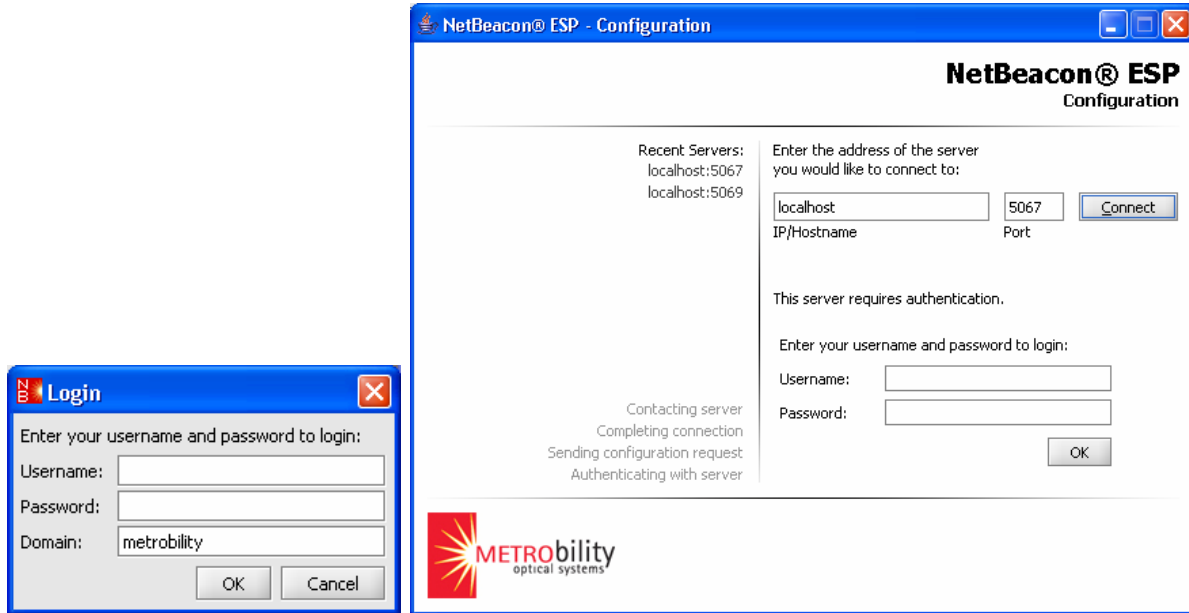 Login
Enter your username and password to login:
Username:
Password:
Domain: metrobility
OK Cancel
NetBeacon® ESP - Configuration
NetBeacon® ESP
Configuration
Recent Servers:
localhost:5067
localhost:5069
Enter the address of the server
you would like to connect to:
localhost 5067 Connect
IP/Hostname Port
This server requires authentication.
Enter your username and password to login:
Username:
Password:
OK
Contacting server
Completing connection
Sending configuration request
Authenticating with server
METRObility
optical systems